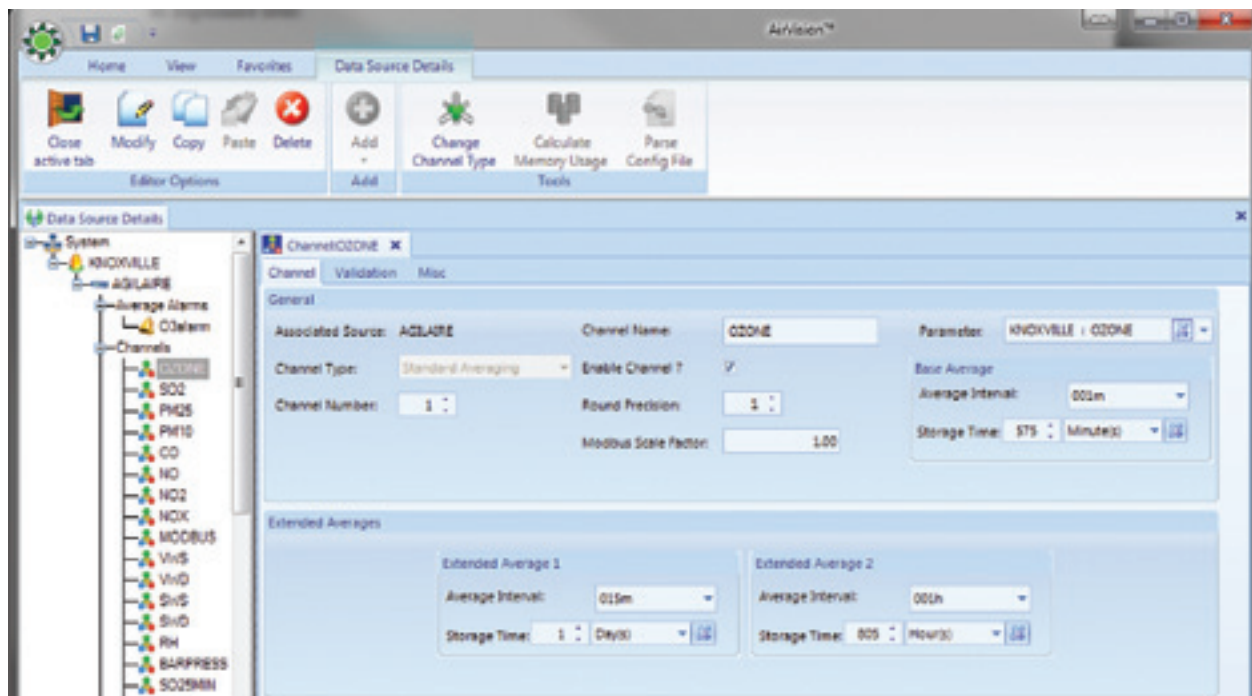 AirVision™
Home View Favorites Data Source Details
Close active tab Modify Copy Paste Delete Add Change Channel Type Calculate Memory Usage Parse Config File
Editor Options Add Tools
Data Source Details
System
KNOXVILLE
AGILAIRE
Average Alarms
O3alarm
Channels
OZONE
SO2
PM25
PM10
CO
NO
NO2
NOX
MODBUS
VWS
VWD
SWS
SWD
RH
BARPRESS
SO25MIN
Channel:OZONE
Channel Validation Misc
General
Associated Source: AGILAIRE Channel Name: OZONE Parameter: KNOXVILLE : OZONE
Channel Type: Standard Averaging Enable Channel ? Base Average
Average Interval: 001m
Channel Number: 1 Round Precision: 1
Storage Time: 575 Minute(s)
Modbus Scale Factor: 1.00
Extended Averages
Extended Average 1 Extended Average 2
Average Interval: 015m Average Interval: 001h
Storage Time: 1 Day(s) Storage Time: 805 Hour(s)